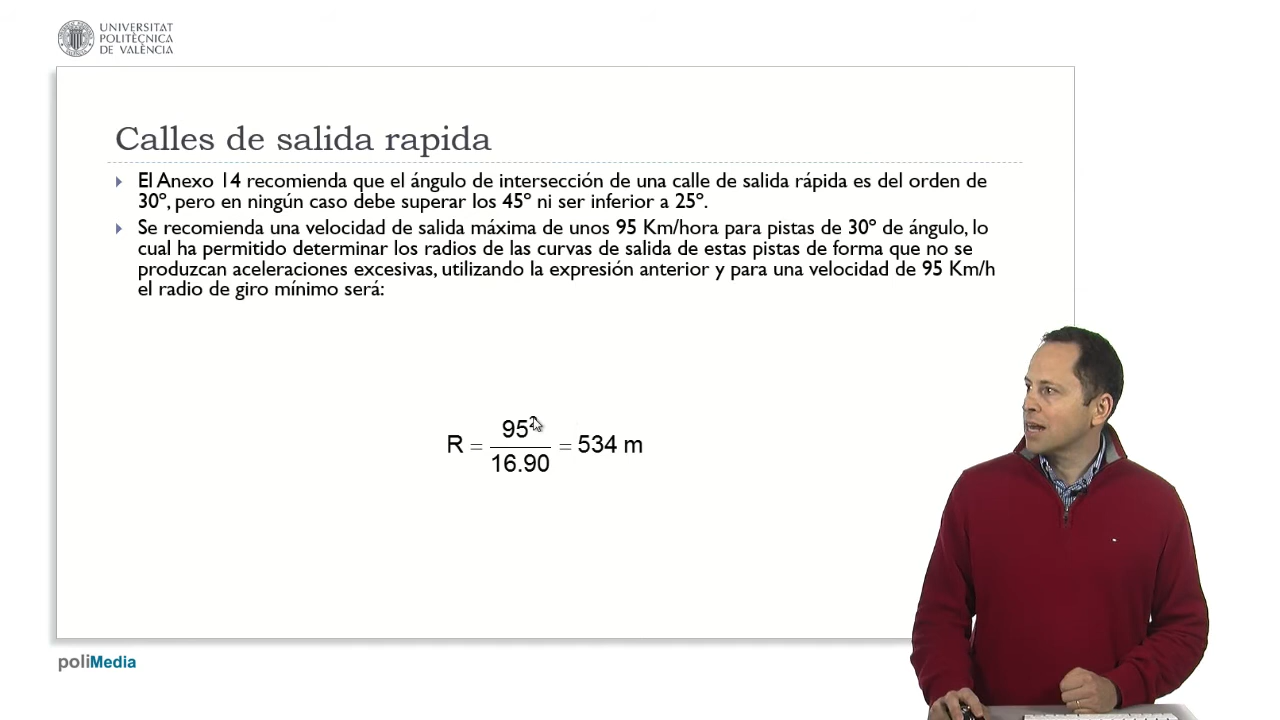 UNIVERSITAT
POLITÈCNICA
DE VALÈNCIA
Calles de salida rapida
El Anexo 14 recomienda que el ángulo de intersección de una calle de salida rápida es del orden de
30º, pero en ningún caso debe superar los 45º ni ser inferior a 25º.
Se recomienda una velocidad de salida máxima de unos 95 Km/hora para pistas de 30º de ángulo, lo
cual ha permitido determinar los radios de las curvas de salida de estas pistas de forma que no se
produzcan aceleraciones excesivas, utilizando la expresión anterior y para una velocidad de 95 Km/h
el radio de giro mínimo será:
R = 95² / 16.90 = 534 m
poliMedia